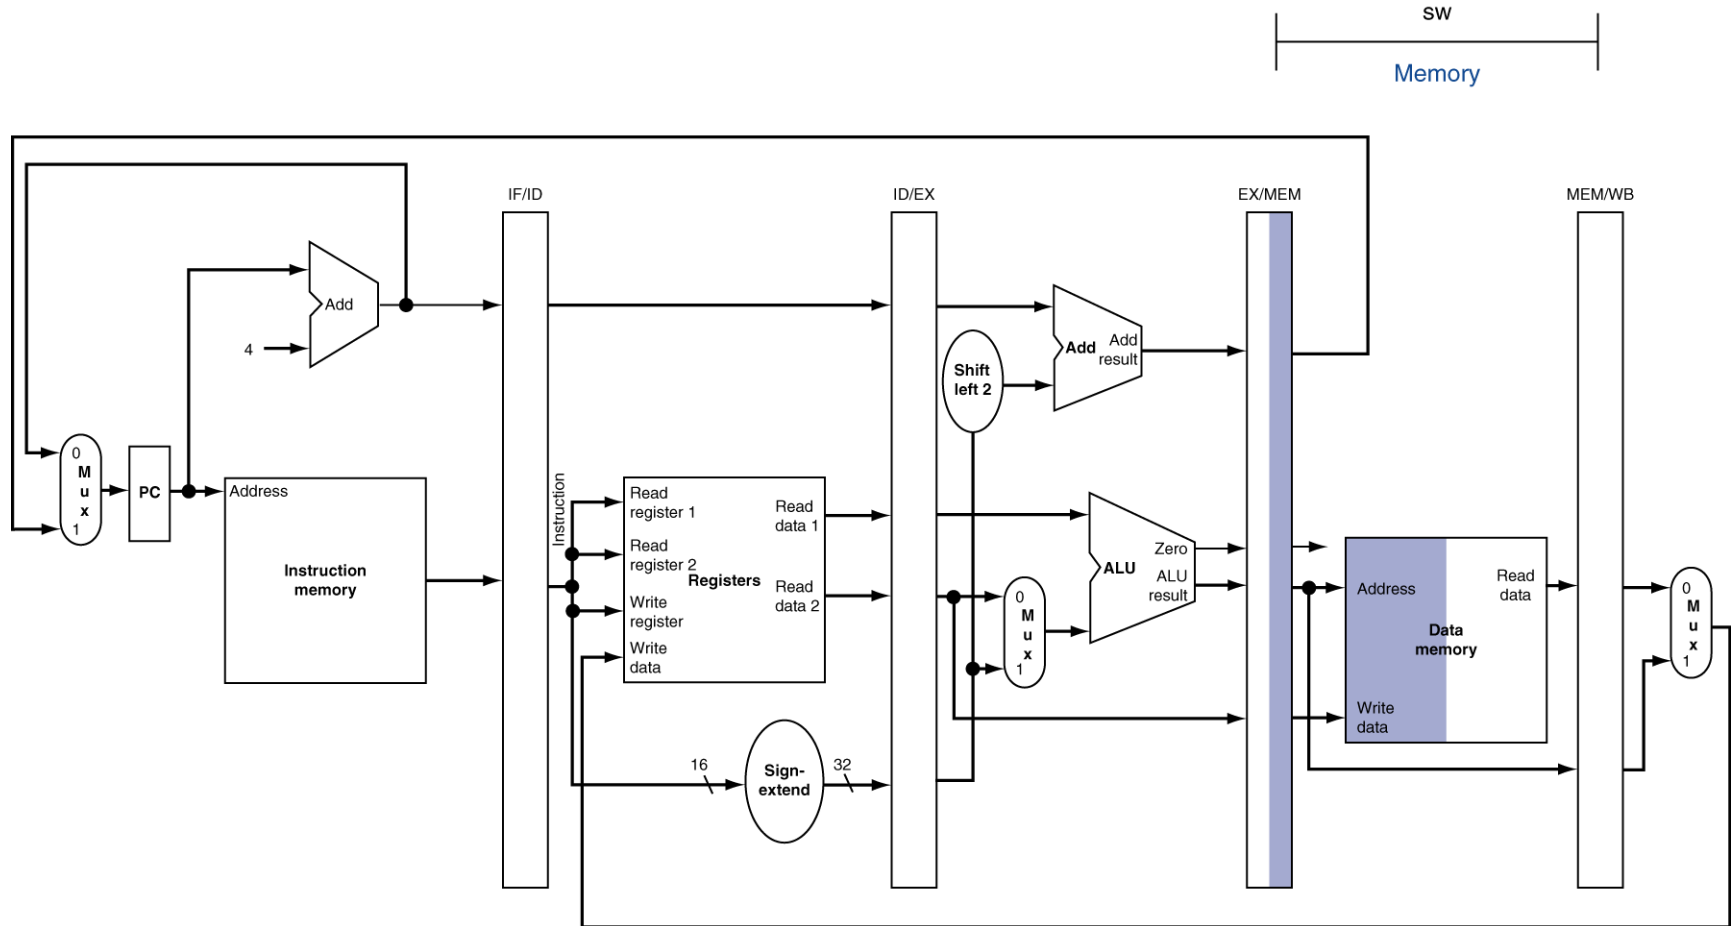 sw
Memory
IF/ID
ID/EX
EX/MEM
MEM/WB
Add
4
Add
Add
result
Shift
left 2
0
M
u
x
1
PC
Address
Instruction
memory
Instruction
Read
register 1
Read
register 2
Write
register
Write
data
Registers
Read
data 1
Read
data 2
16
Sign-
extend
32
0
M
u
x
1
ALU
Zero
ALU
result
Address
Write
data
Data
memory
Read
data
0
M
u
x
1